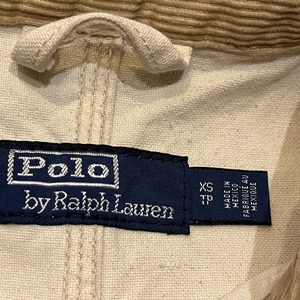 Polo
by Ralph Lauren
XS
TP
MADE IN
MEXICO
FABRIQUÉ AU
MEXIQUE